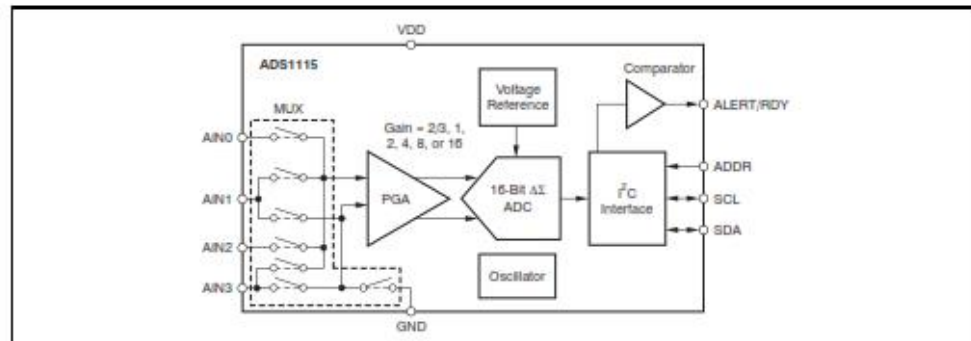 VDD
ADS1115
Comparator
Voltage
Reference
ALERT/RDY
MUX
Gain = 2/3, 1,
2, 4, 8, or 16
AIN0
ADDR
AIN1
PGA
16-Bit ΔΣ
ADC
I²C
Interface
SCL
SDA
AIN2
AIN3
Oscillator
GND